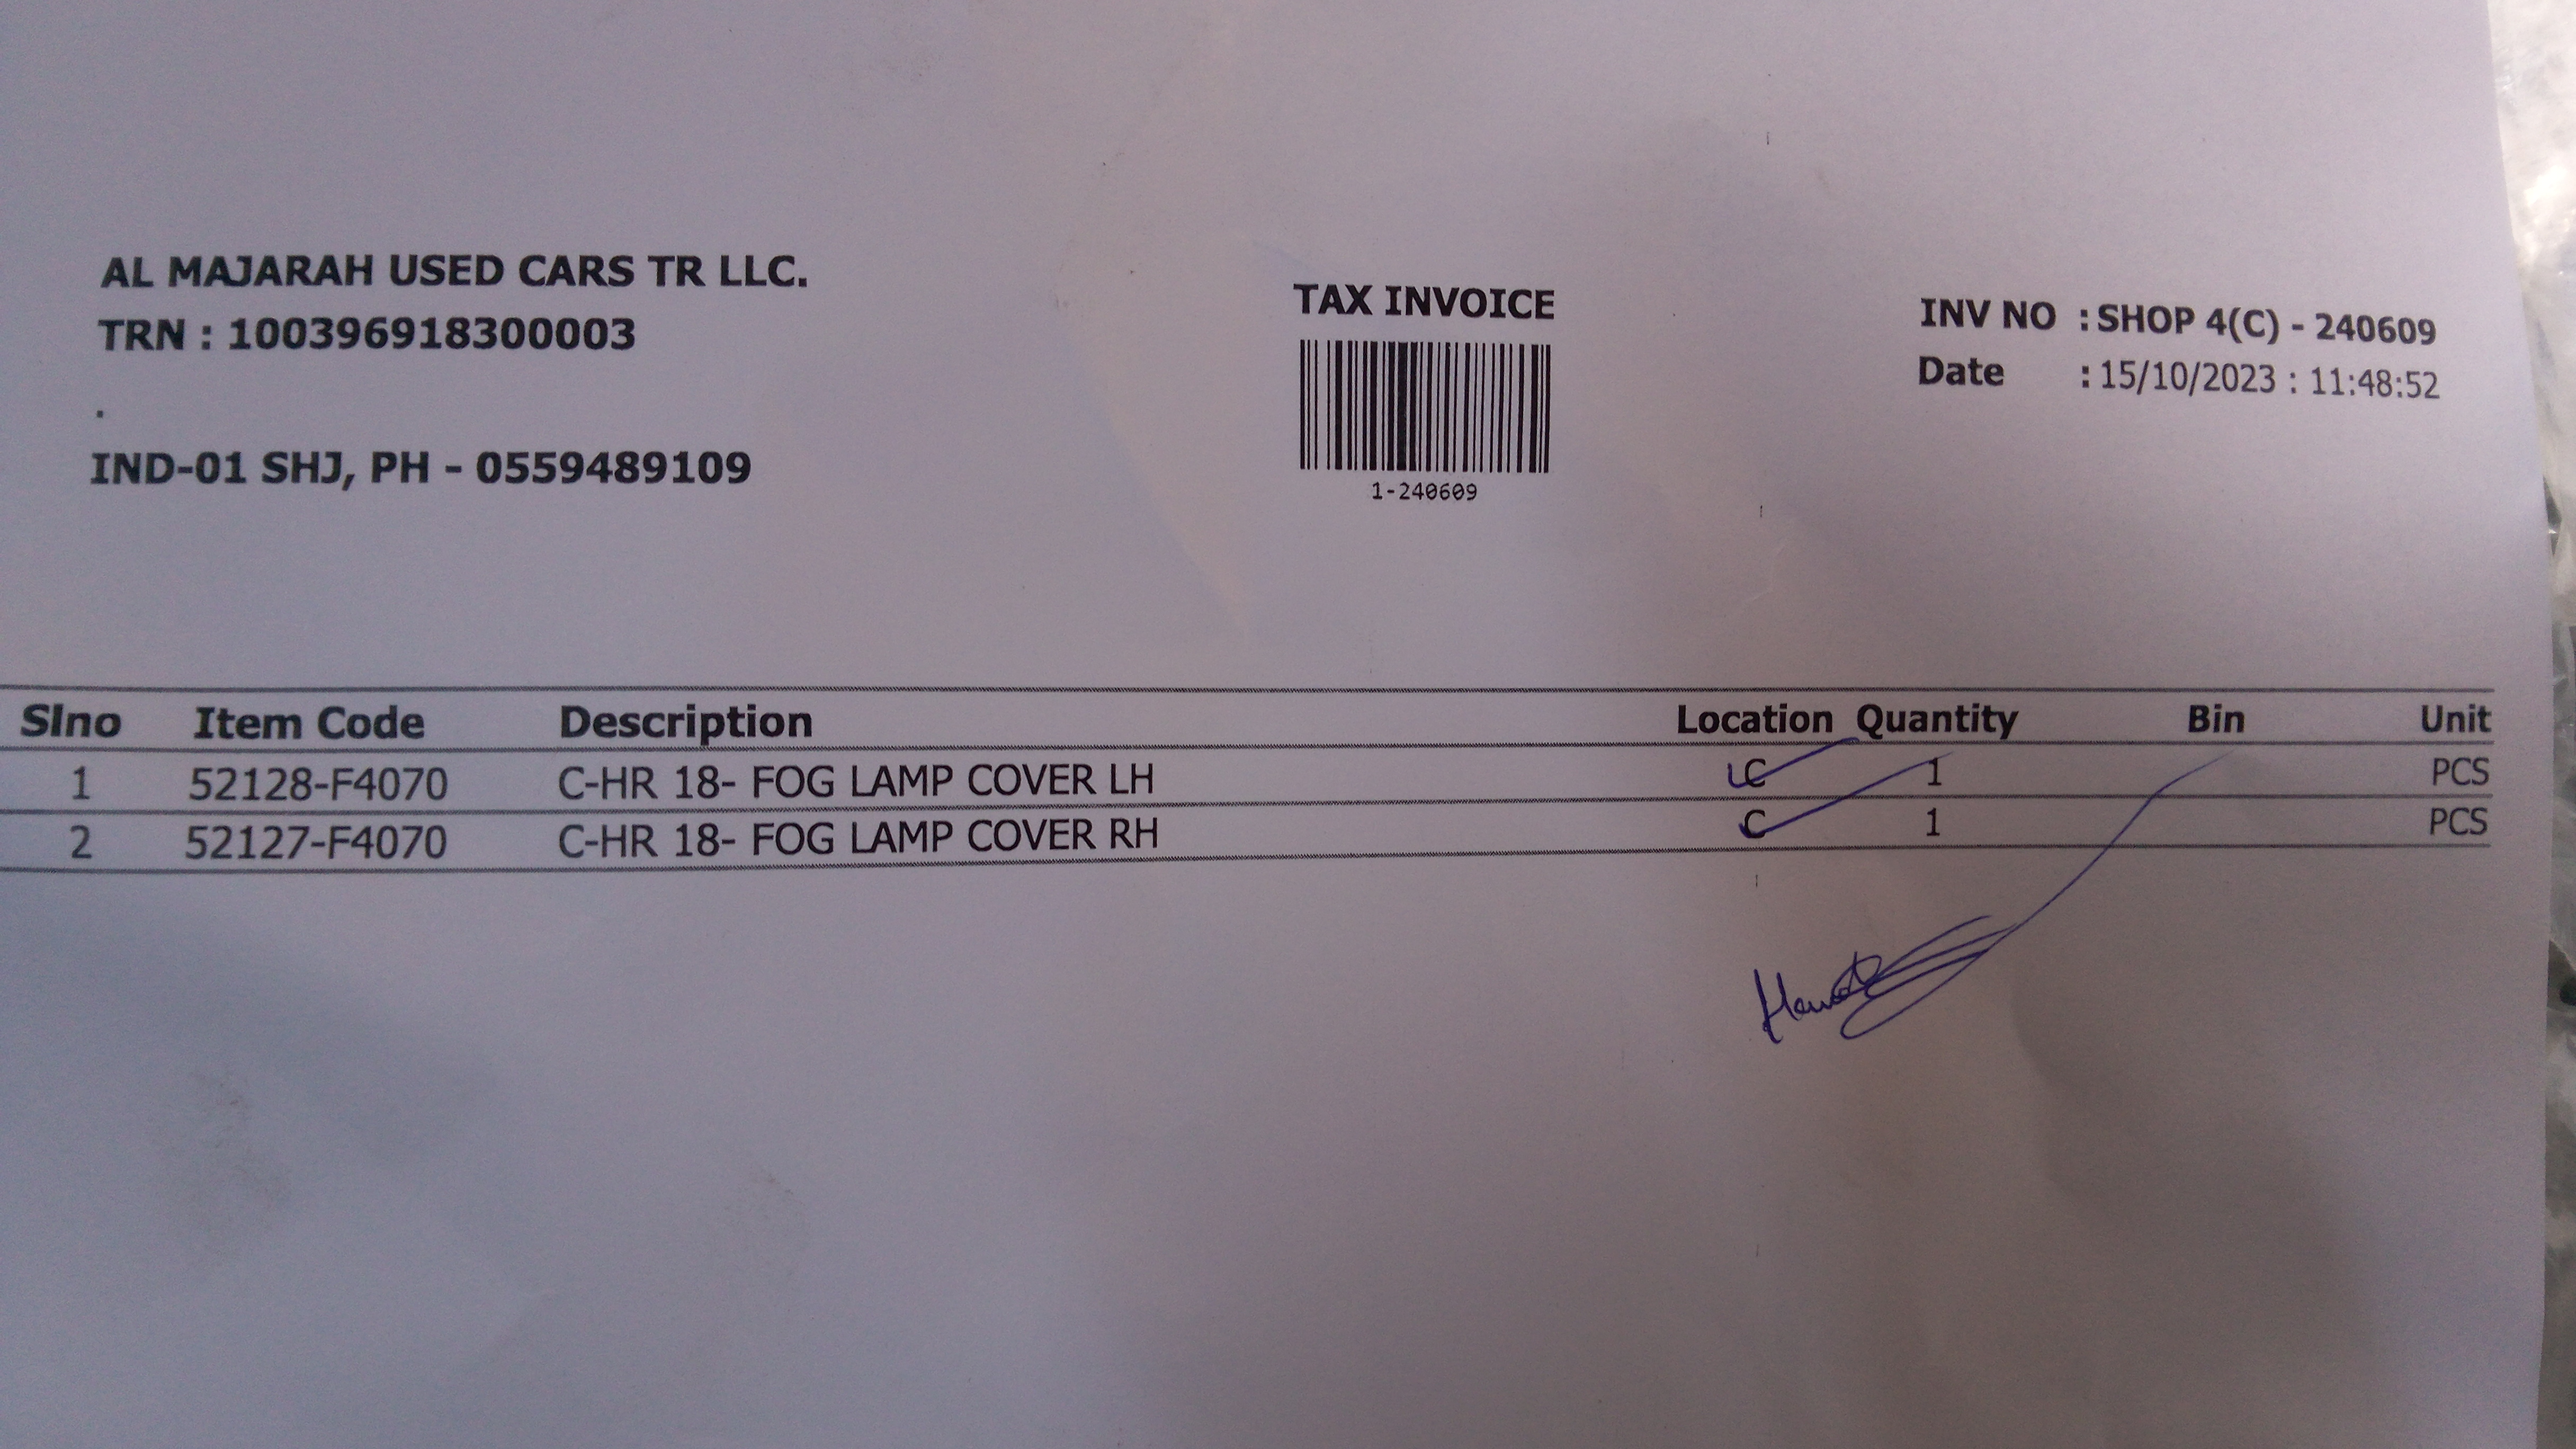 AL MAJARAH USED CARS TR LLC.
TRN : 100396918300003
.
IND-01 SHJ, PH - 0559489109
TAX INVOICE
1-240609
INV NO : SHOP 4(C) - 240609
Date : 15/10/2023 : 11:48:52
Slno Item Code Description Location Quantity Bin Unit
1 52128-F4070 C-HR 18- FOG LAMP COVER LH C 1 PCS
2 52127-F4070 C-HR 18- FOG LAMP COVER RH C 1 PCS